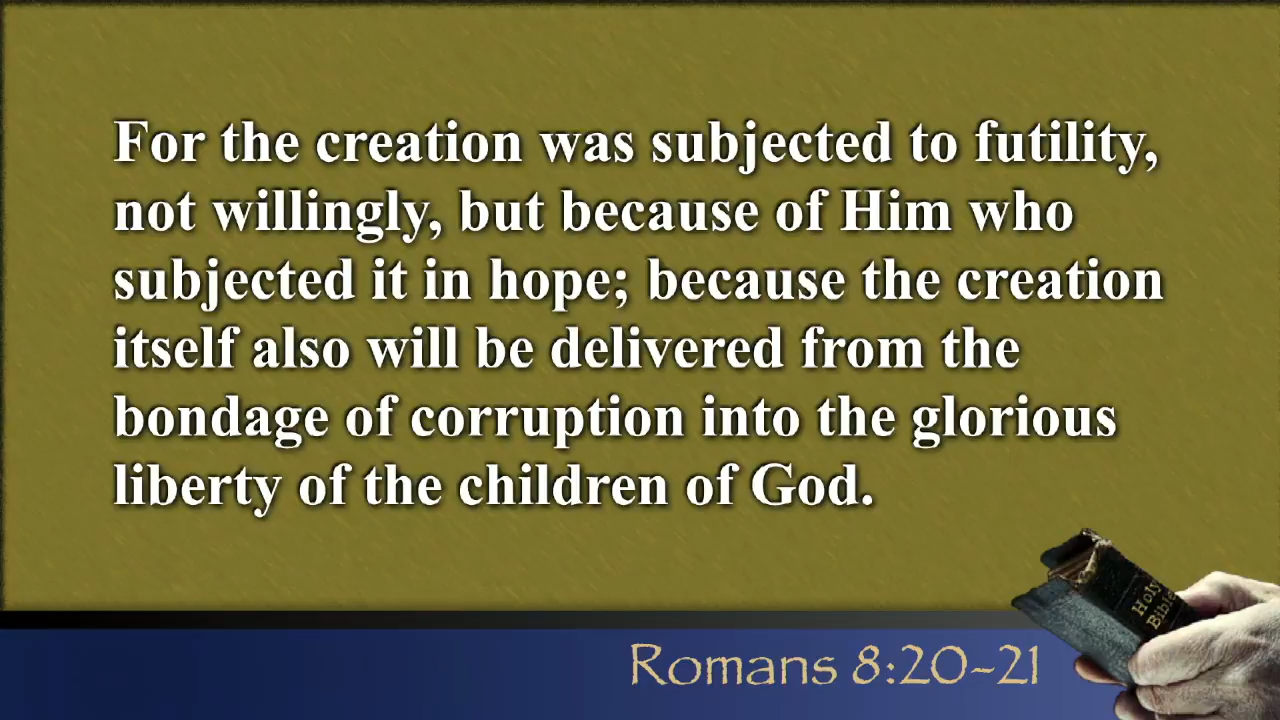 For the creation was subjected to futility,
not willingly, but because of Him who
subjected it in hope; because the creation
itself also will be delivered from the
bondage of corruption into the glorious
liberty of the children of God.
Holy
Bible
Romans 8:20-21